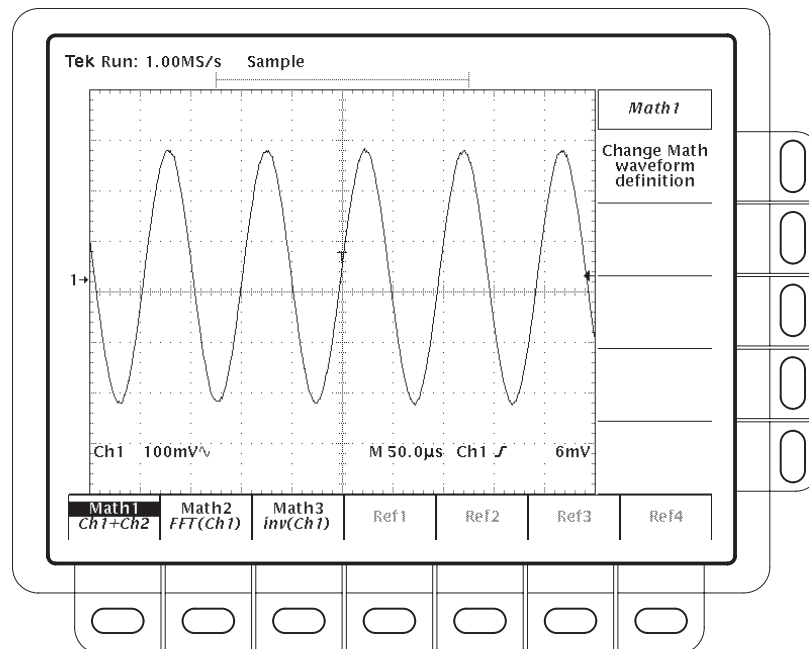 Tek Run: 1.00MS/s Sample
Math1
Change Math
waveform
definition
T
1→
Ch1 100mV∿ M 50.0µs Ch1 ƒ 6mV
Math1 Math2 Math3 Ref1 Ref2 Ref3 Ref4
Ch1+Ch2 FFT(Ch1) inv(Ch1)